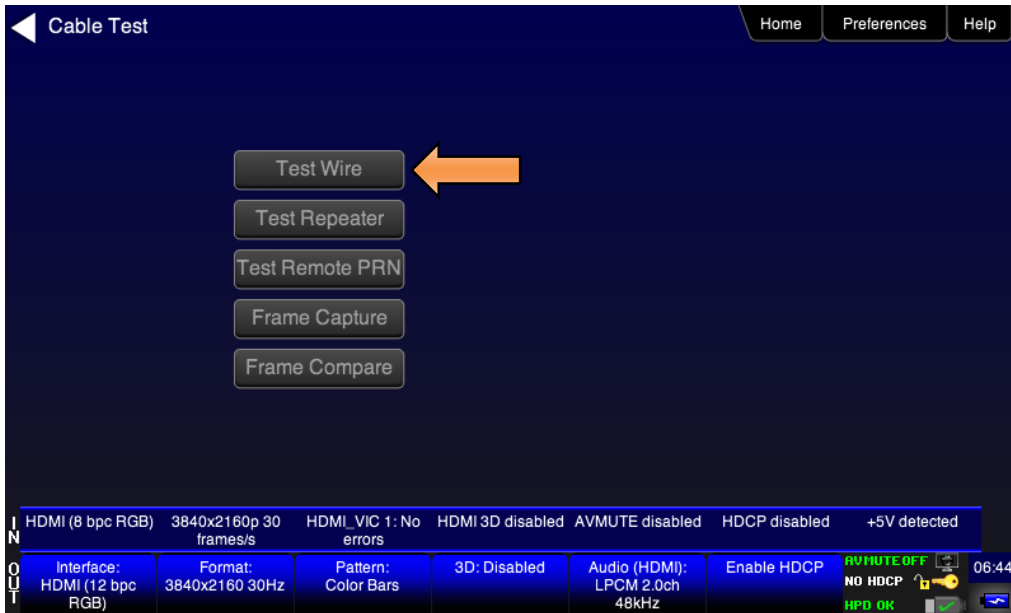 Cable Test
Home
Preferences
Help
Test Wire
Test Repeater
Test Remote PRN
Frame Capture
Frame Compare
IN
HDMI (8 bpc RGB)
3840x2160p 30
frames/s
HDMI_VIC 1: No
errors
HDMI 3D disabled
AVMUTE disabled
HDCP disabled
+5V detected
OUT
Interface:
HDMI (12 bpc
RGB)
Format:
3840x2160 30Hz
Pattern:
Color Bars
3D: Disabled
Audio (HDMI):
LPCM 2.0ch
48kHz
Enable HDCP
AVMUTEOFF
NO HDCP
HPD OK
06:44